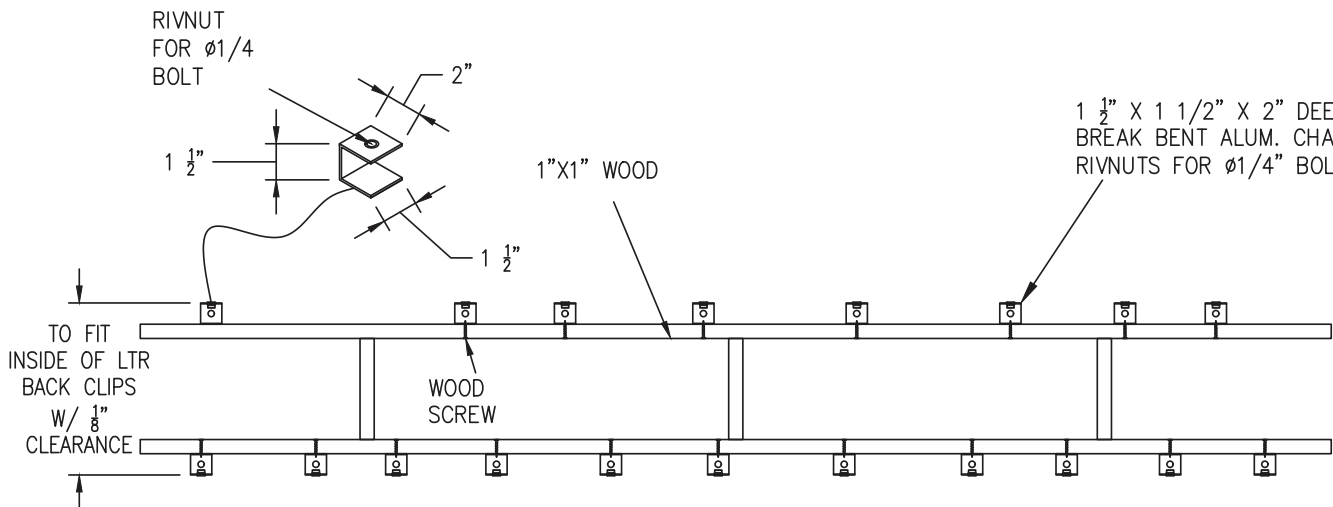 RIVNUT
FOR ø1/4
BOLT
2”
1 ½”
1 ½”
1”X1” WOOD
1 ½” X 1 1/2” X 2” DEE
BREAK BENT ALUM. CHA
RIVNUTS FOR ø1/4” BOL
TO FIT
INSIDE OF LTR
BACK CLIPS
W/ ⅛”
CLEARANCE
WOOD
SCREW